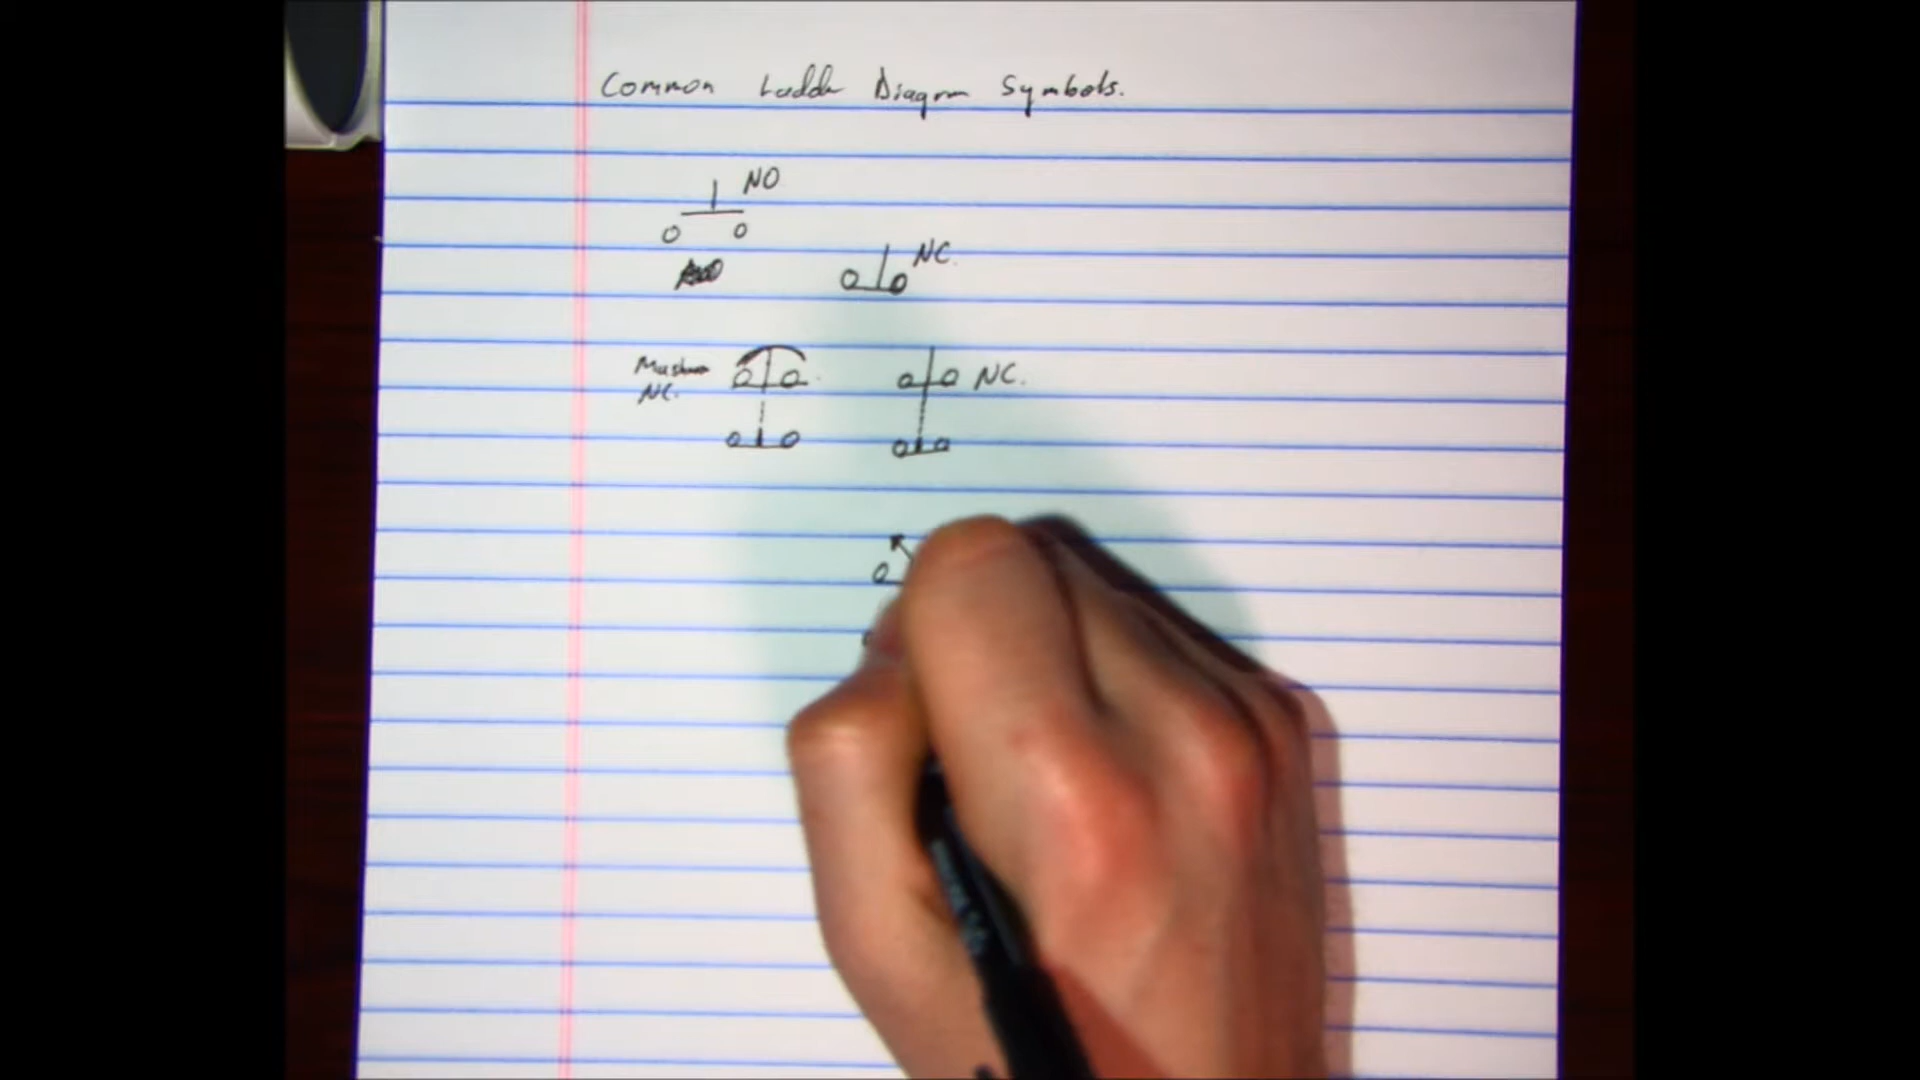 Common Ladder Diagram Symbols.
NO
NC.
Mushroom
NC.
NC.